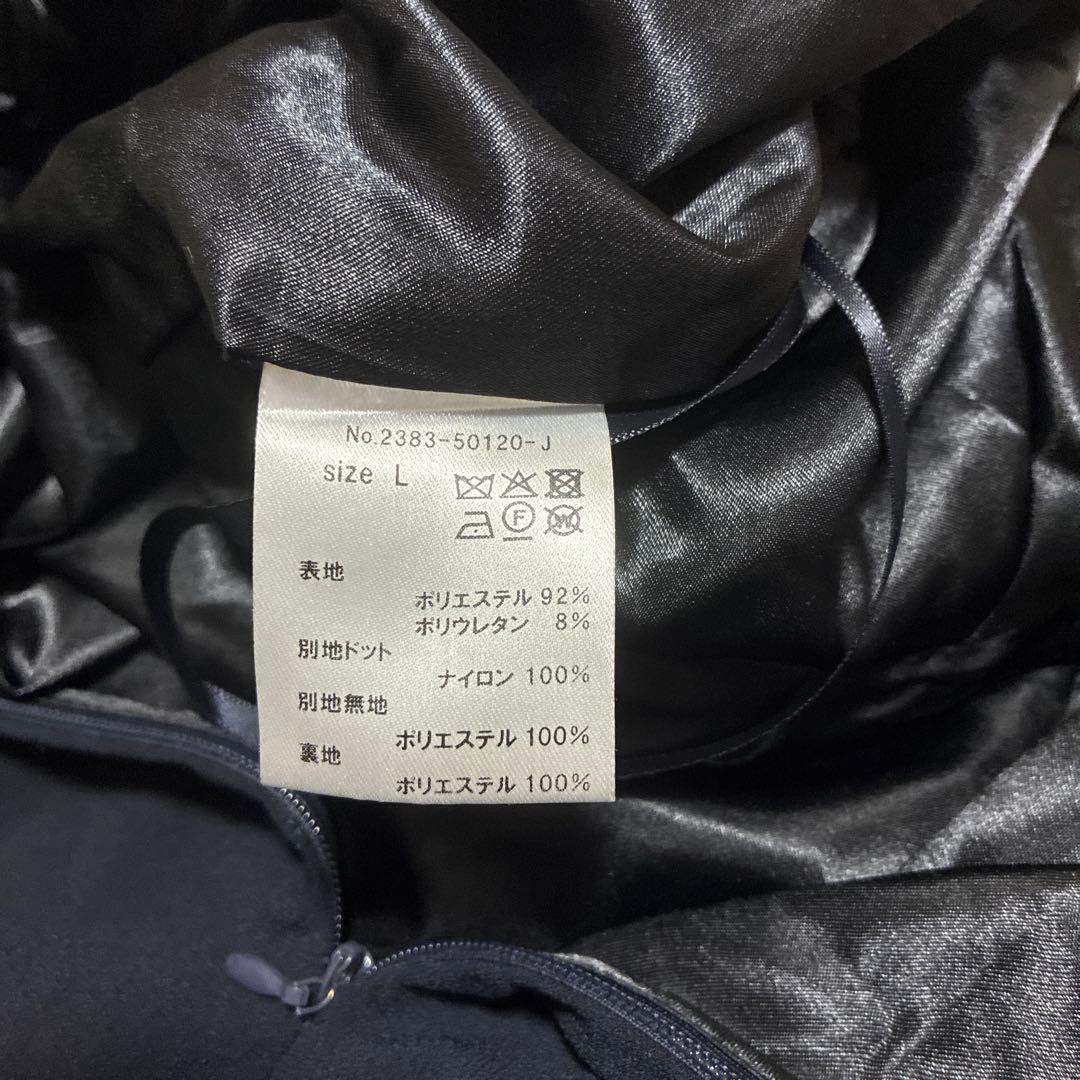 No.2383-50120-J
size L
F
W
表地
ポリエステル 92%
ポリウレタン 8%
別地ドット
ナイロン 100%
別地無地
ポリエステル 100%
裏地
ポリエステル 100%